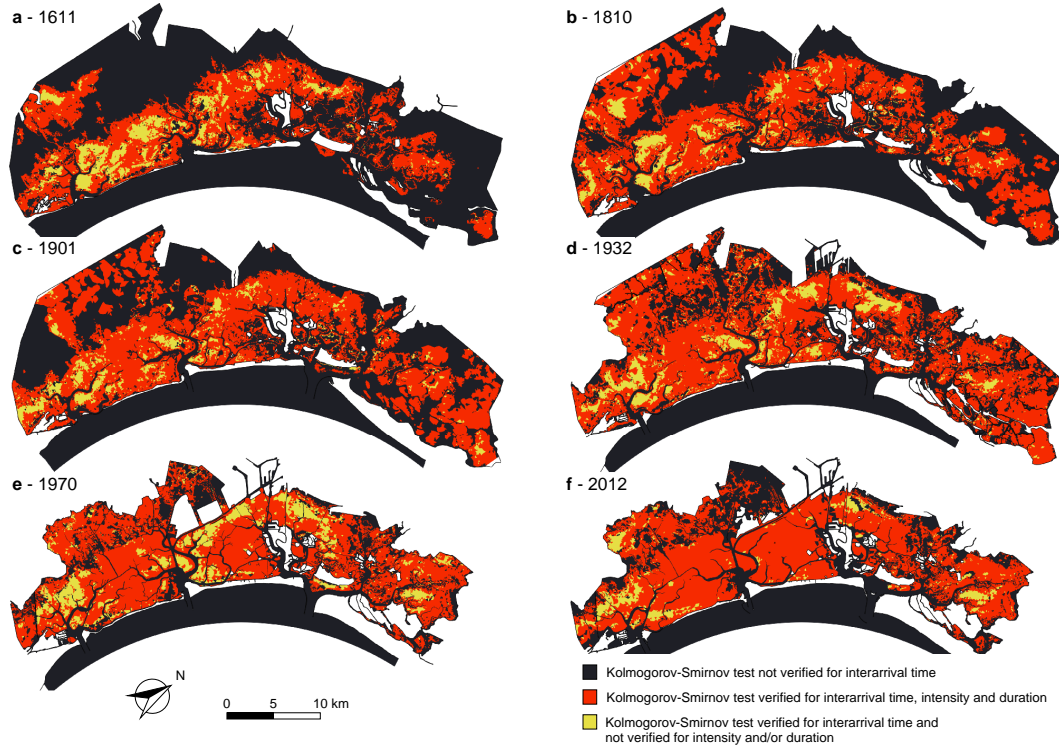 a - 1611
b - 1810
c - 1901
d - 1932
e - 1970
f - 2012
N
0 5 10 km
Kolmogorov-Smirnov test not verified for interarrival time
Kolmogorov-Smirnov test verified for interarrival time, intensity and duration
Kolmogorov-Smirnov test verified for interarrival time and
not verified for intensity and/or duration